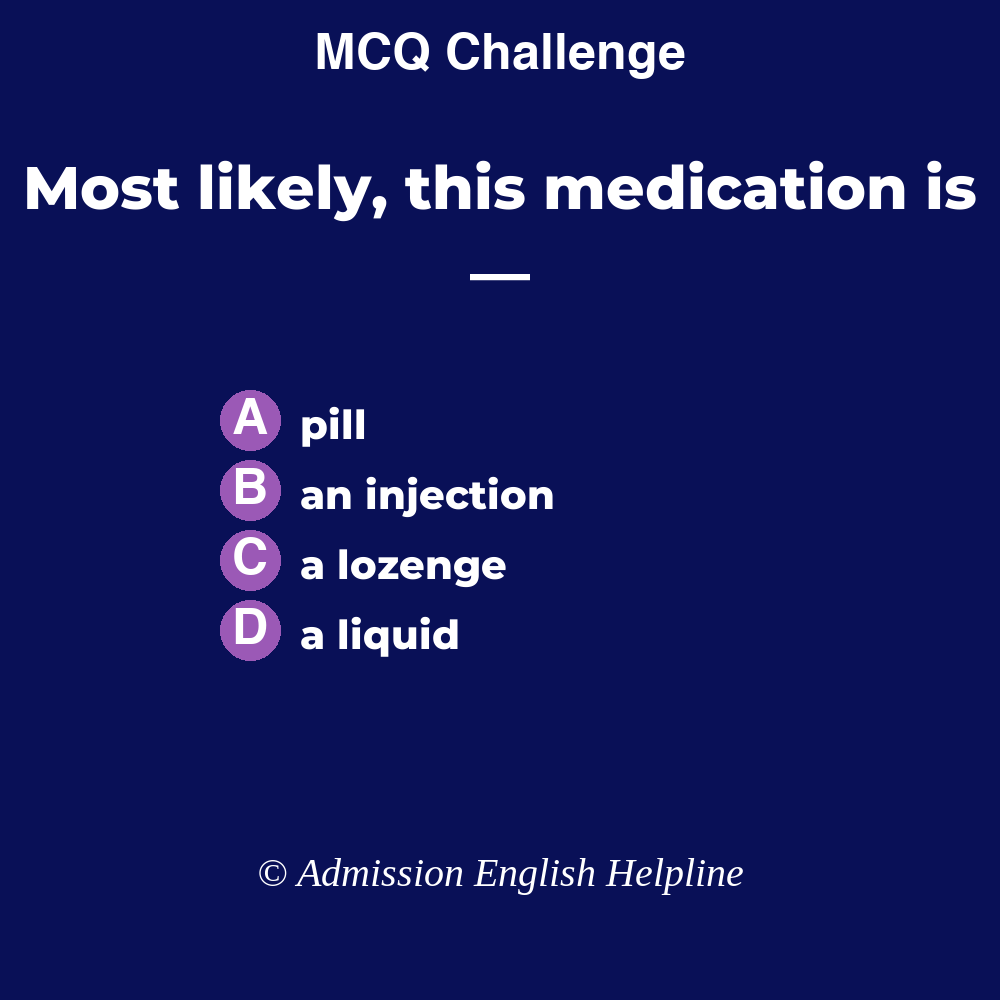 MCQ Challenge
Most likely, this medication is
—
A pill
B an injection
C a lozenge
D a liquid
© Admission English Helpline